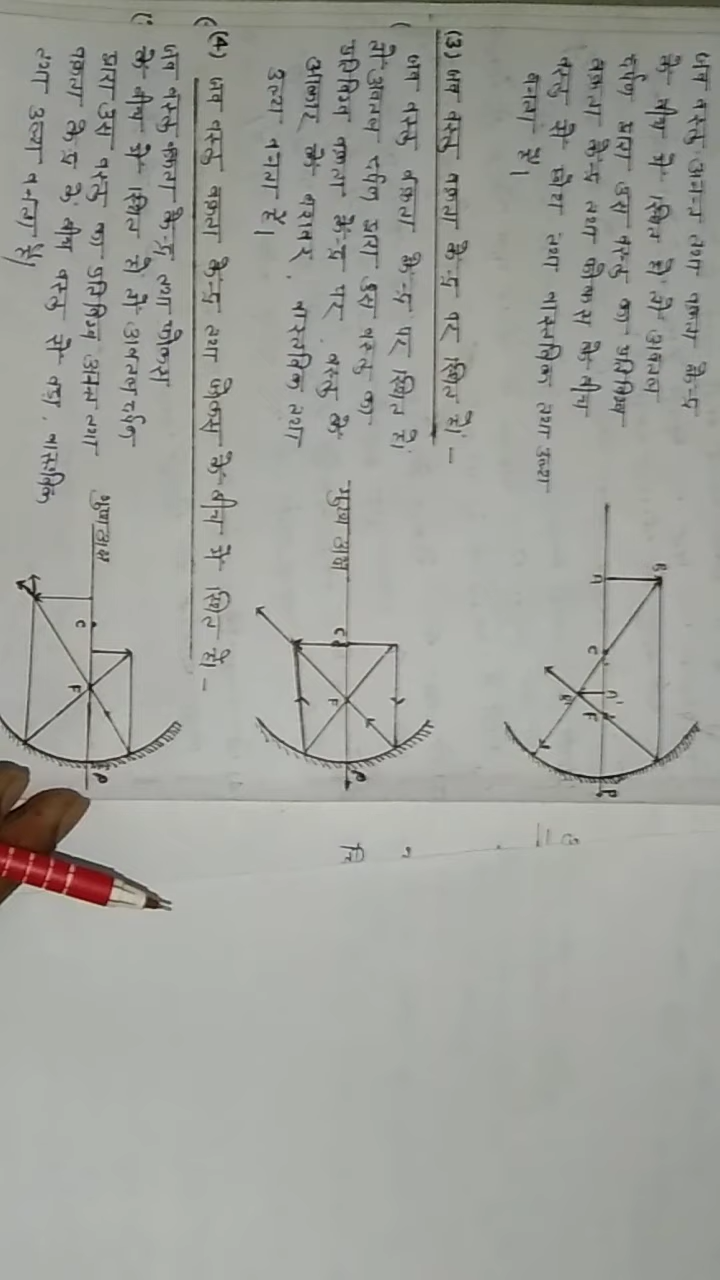 जब वस्तु अनन्त तथा वक्रता केन्द्र
के बीच में स्थित हो तो अवतल
दर्पण द्वारा उस वस्तु का प्रतिबिम्ब
वक्रता केन्द्र तथा फोकस के बीच
वस्तु से छोटा तथा वास्तविक तथा उल्टा
बनता है।
B
A
C
A'
B'
F
P
(3) जब वस्तु वक्रता केन्द्र पर स्थित हो -
जब वस्तु वक्रता केन्द्र पर स्थित हो
तो अवतल दर्पण द्वारा उस वस्तु का
प्रतिबिम्ब वक्रता केन्द्र पर, वस्तु के
आकार के बराबर, वास्तविक तथा
उल्टा बनता है।
मुख्य अक्ष
C
F
P
(4) जब वस्तु वक्रता केन्द्र तथा फोकस के बीच में स्थित हो -
जब वस्तु वक्रता केन्द्र तथा फोकस
के बीच में स्थित हो तो अवतल दर्पण
द्वारा उस वस्तु का प्रतिबिम्ब अनन्त तथा
वक्रता केन्द्र के बीच वस्तु से बड़ा, वास्तविक
तथा उल्टा बनता है।
मुख्य अक्ष
C
F
P